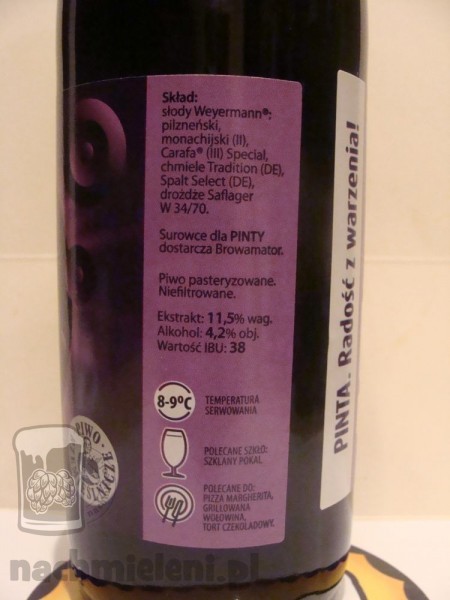 Skład:
słody Weyermann®:
pilzneński,
monachijski (II),
Carafa® (III) Special,
chmiele Tradition (DE),
Spalt Select (DE),
drożdże Saflager
W 34/70.
Surowce dla PINTY
dostarcza Browamator.
Piwo pasteryzowane.
Niefiltrowane.
Ekstrakt: 11,5% wag.
Alkohol: 4,2% obj.
Wartość IBU: 38
8-9°C
TEMPERATURA
SERWOWANIA
POLECANE SZKŁO:
SZKLANY POKAL
POLECANE DO:
PIZZA MARGHERITA,
GRILLOWANA
WOŁOWINA,
TORT CZEKOLADOWY.
PINTA. Radość z warzenia!
PIWO
nachmieleni.pl